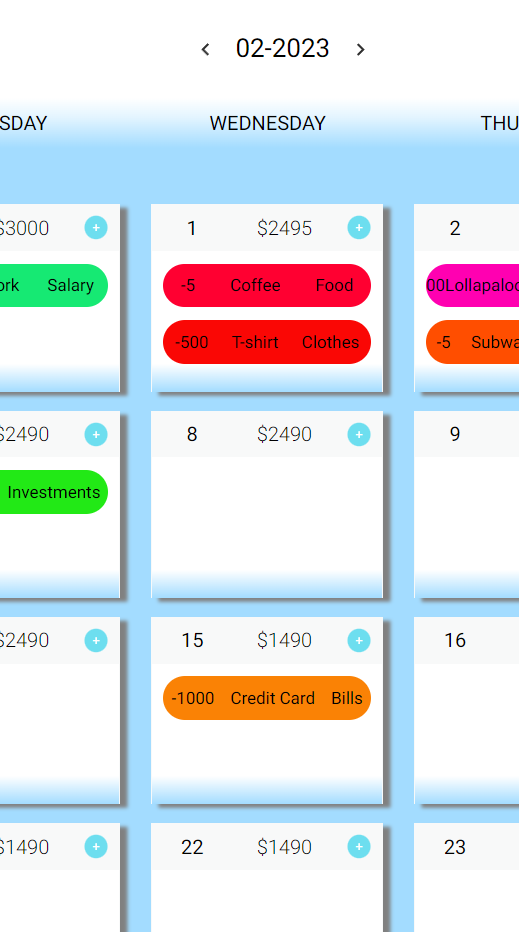 02-2023
SDAY WEDNESDAY THU
$3000 + 1 $2495 + 2
ork Salary -5 Coffee Food 00Lollapaloo
-500 T-shirt Clothes -5 Subwa
$2490 + 8 $2490 + 9
Investments
$2490 15 $1490 + 16
-1000 Credit Card Bills
$1490 + 22 $1490 + 23